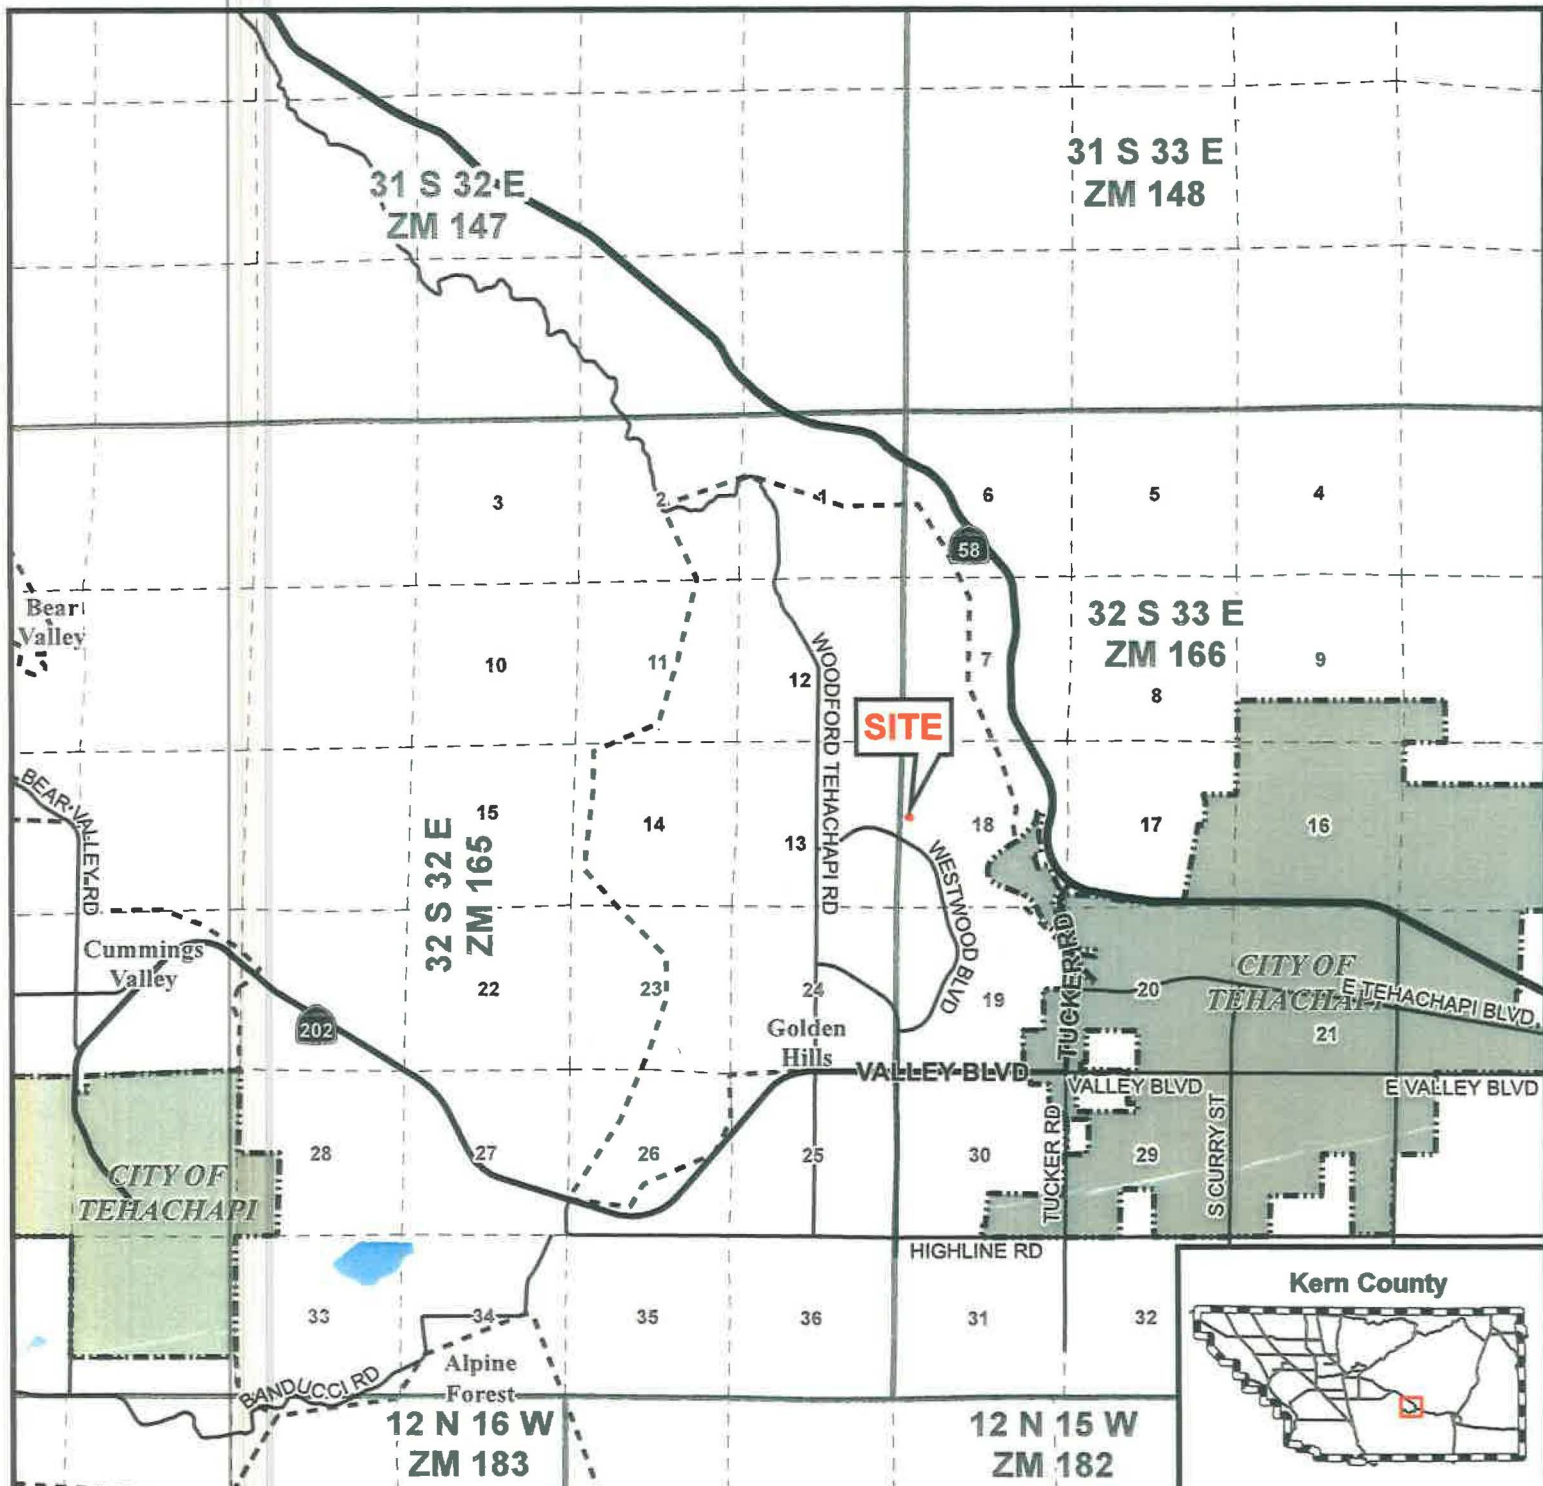 31 S 32 E
ZM 147
31 S 33 E
ZM 148
3
2
1
6
5
4
58
Bear
Valley
32 S 33 E
ZM 166
10
11
12
7
8
9
WOODFORD TEHACHAPI RD
SITE
BEAR VALLEY RD
32 S 32 E
ZM 165
15
14
13
18
17
16
WESTWOOD BLVD
TUCKER RD
Cummings
Valley
CITY OF
TEHACHAPI
E TEHACHAPI BLVD
202
22
23
24
19
20
21
Golden
Hills
VALLEY BLVD
VALLEY BLVD
E VALLEY BLVD
CITY OF
TEHACHAPI
28
27
26
25
30
TUCKER RD
29
S CURRY ST
HIGHLINE RD
33
34
35
36
31
32
Kern County
BANDUCCI RD
Alpine
Forest
12 N 16 W
ZM 183
12 N 15 W
ZM 182